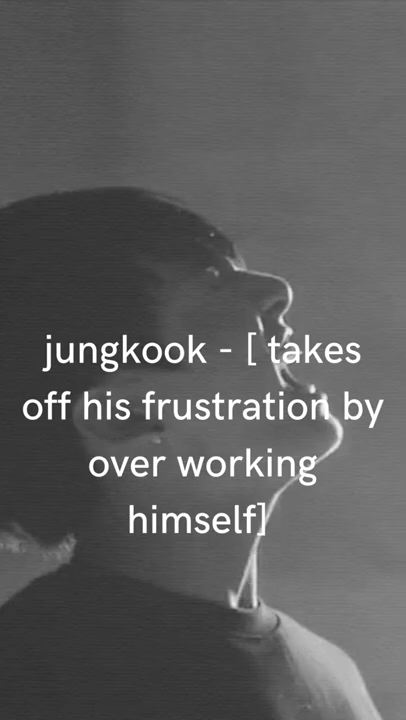 jungkook - [ takes
off his frustration by
over working
himself]